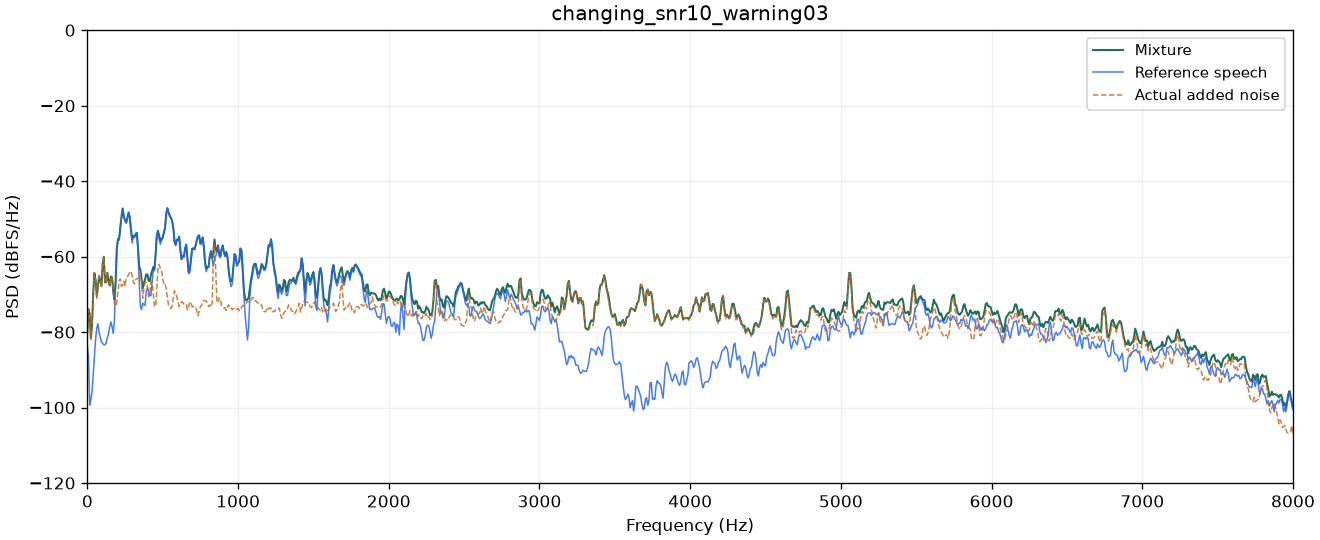 changing_snr10_warning03
Mixture
Reference speech
Actual added noise
0
−20
−40
−60
−80
−100
−120
PSD (dBFS/Hz)
0 1000 2000 3000 4000 5000 6000 7000 8000
Frequency (Hz)